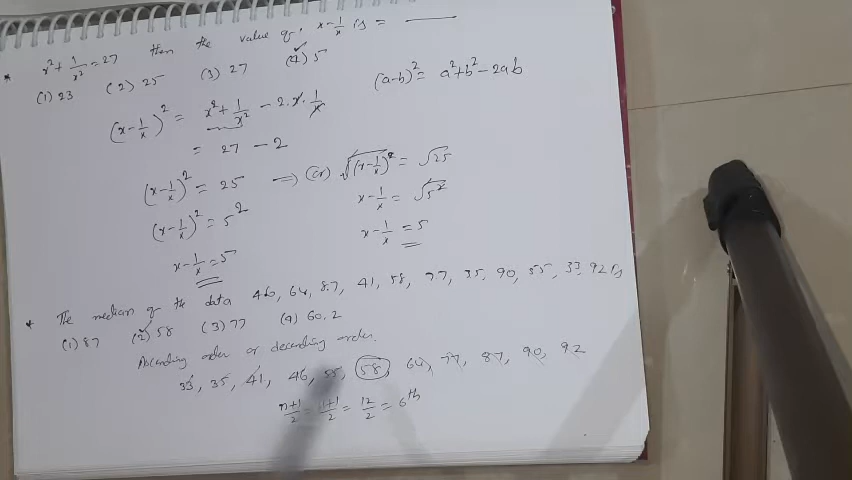 * x² + 1/x² = 27 then the value of, x - 1/x is = ____
(1) 23 (2) 25 (3) 27 (4) 5
(a-b)² = a² + b² - 2ab
(x - 1/x)² = x² + 1/x² - 2·x·1/x
= 27 - 2
(x - 1/x)² = 25 ⟹ (or) √(x - 1/x)² = √25
(x - 1/x)² = 5² x - 1/x = √5²
x - 1/x = 5 x - 1/x = 5
* The median of the data 46, 64, 87, 41, 58, 77, 35, 90, 55, 33, 92 is
(1) 87 (2) 58 (3) 77 (4) 60.2
Ascending order or decending order.
33, 35, 41, 46, 55, 58, 64, 77, 87, 90, 92
n+1/2 = 11+1/2 = 12/2 = 6th